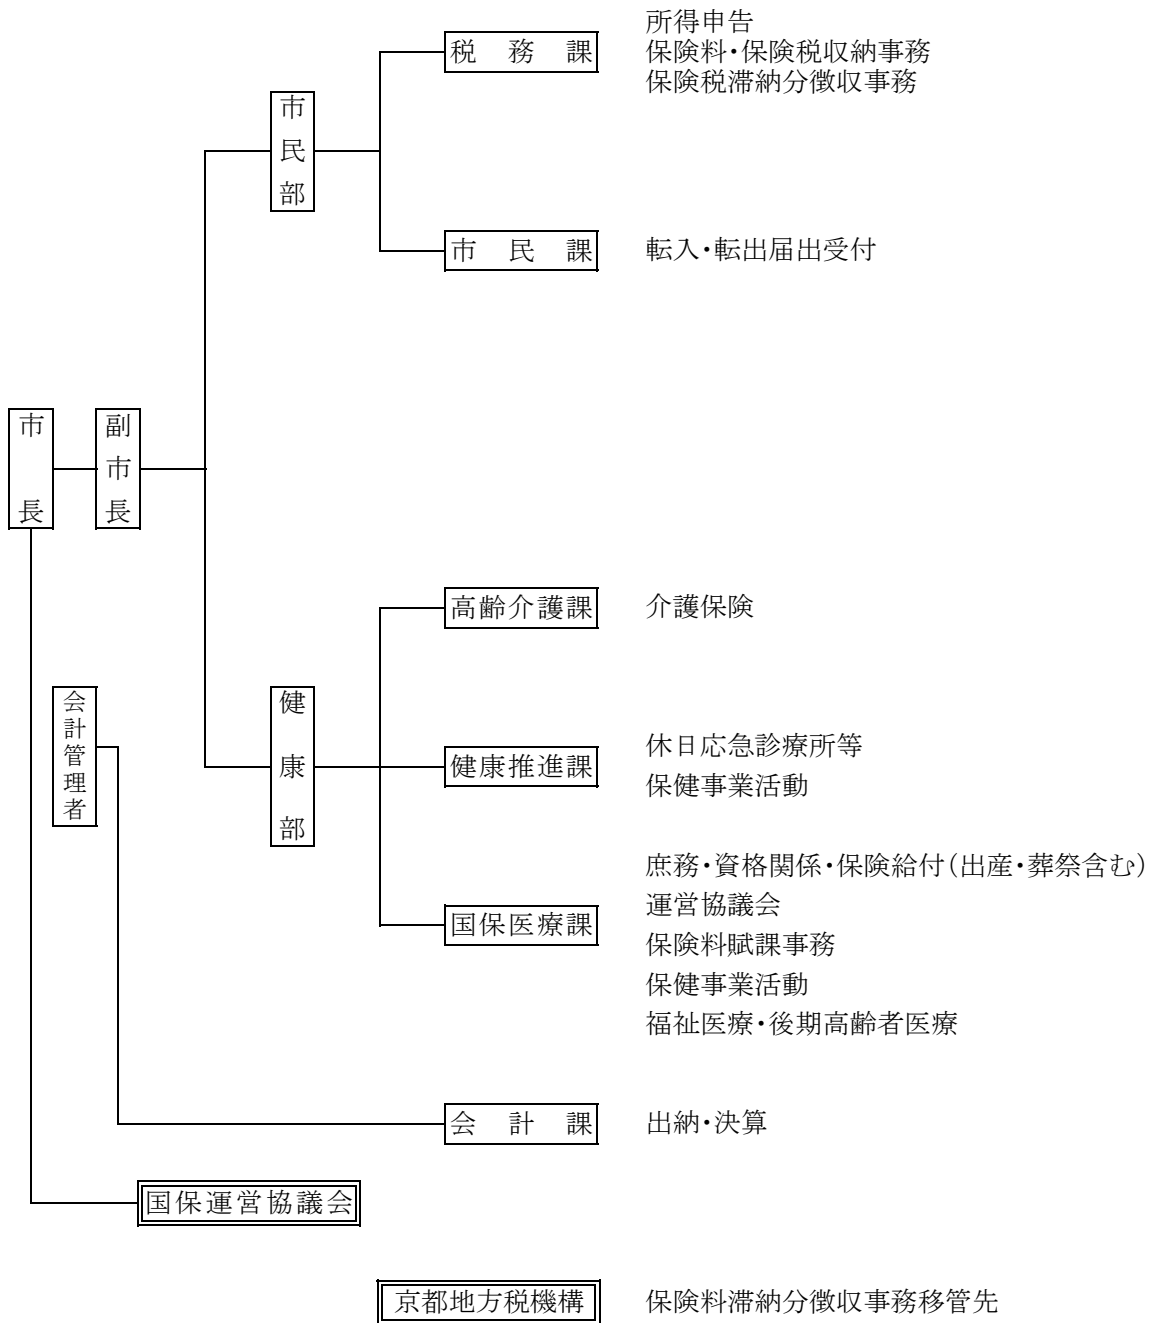 所得申告
税務課 保険料・保険税収納事務
保険税滞納分徴収事務
市民部
市民課 転入・転出届出受付
市長
副市長
高齢介護課 介護保険
会計管理者
健康部
休日応急診療所等
健康推進課
保健事業活動
庶務・資格関係・保険給付(出産・葬祭含む)
運営協議会
国保医療課
保険料賦課事務
保健事業活動
福祉医療・後期高齢者医療
会計課 出納・決算
国保運営協議会
京都地方税機構 保険料滞納分徴収事務移管先